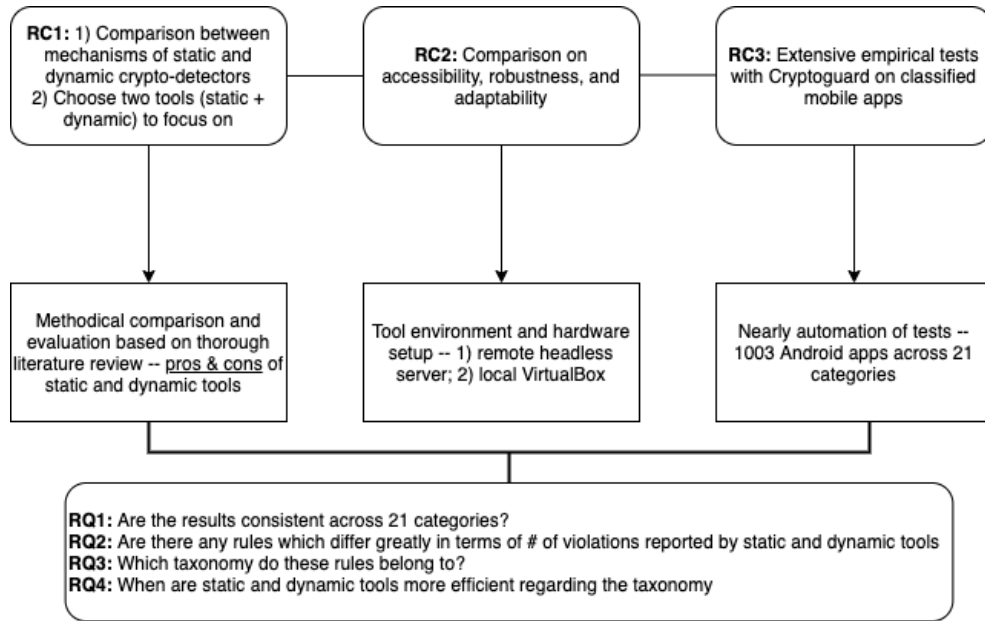 RC1: 1) Comparison between
mechanisms of static and
dynamic crypto-detectors
2) Choose two tools (static +
dynamic) to focus on
RC2: Comparison on
accessibility, robustness, and
adaptability
RC3: Extensive empirical tests
with Cryptoguard on classified
mobile apps
Methodical comparison and
evaluation based on thorough
literature review -- pros & cons of
static and dynamic tools
Tool environment and hardware
setup -- 1) remote headless
server; 2) local VirtualBox
Nearly automation of tests --
1003 Android apps across 21
categories
RQ1: Are the results consistent across 21 categories?
RQ2: Are there any rules which differ greatly in terms of # of violations reported by static and dynamic tools
RQ3: Which taxonomy do these rules belong to?
RQ4: When are static and dynamic tools more efficient regarding the taxonomy